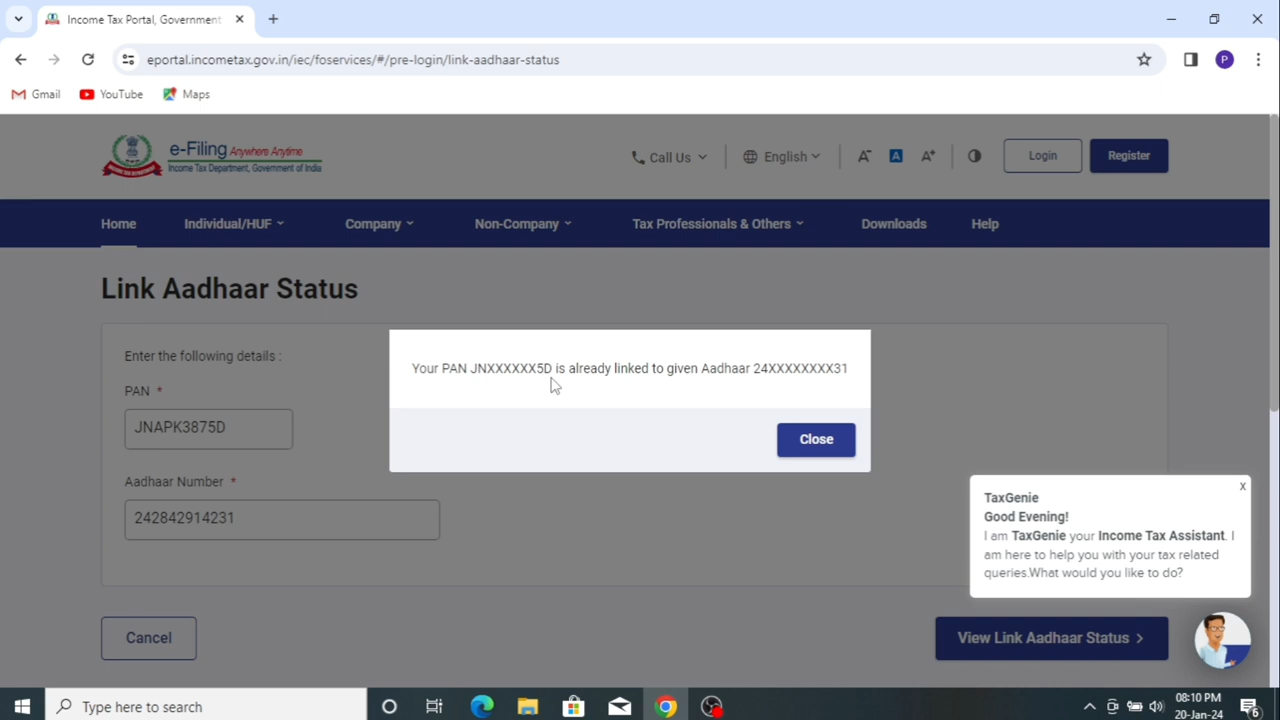 Income Tax Portal, Government
eportal.incometax.gov.in/iec/foservices/#/pre-login/link-aadhaar-status
P
Gmail YouTube Maps
e-Filing Anywhere Anytime
Income Tax Department, Government of India
Call Us English A- A A+ Login Register
Home Individual/HUF Company Non-Company Tax Professionals & Others Downloads Help
Link Aadhaar Status
Enter the following details :
PAN *
JNAPK3875D
Your PAN JNXXXXXX5D is already linked to given Aadhaar 24XXXXXXXX31
Close
Aadhaar Number *
242842914231
X
TaxGenie
Good Evening!
I am TaxGenie your Income Tax Assistant. I
am here to help you with your tax related
queries.What would you like to do?
Cancel View Link Aadhaar Status >
Type here to search
08:10 PM
20-Jan-24
6